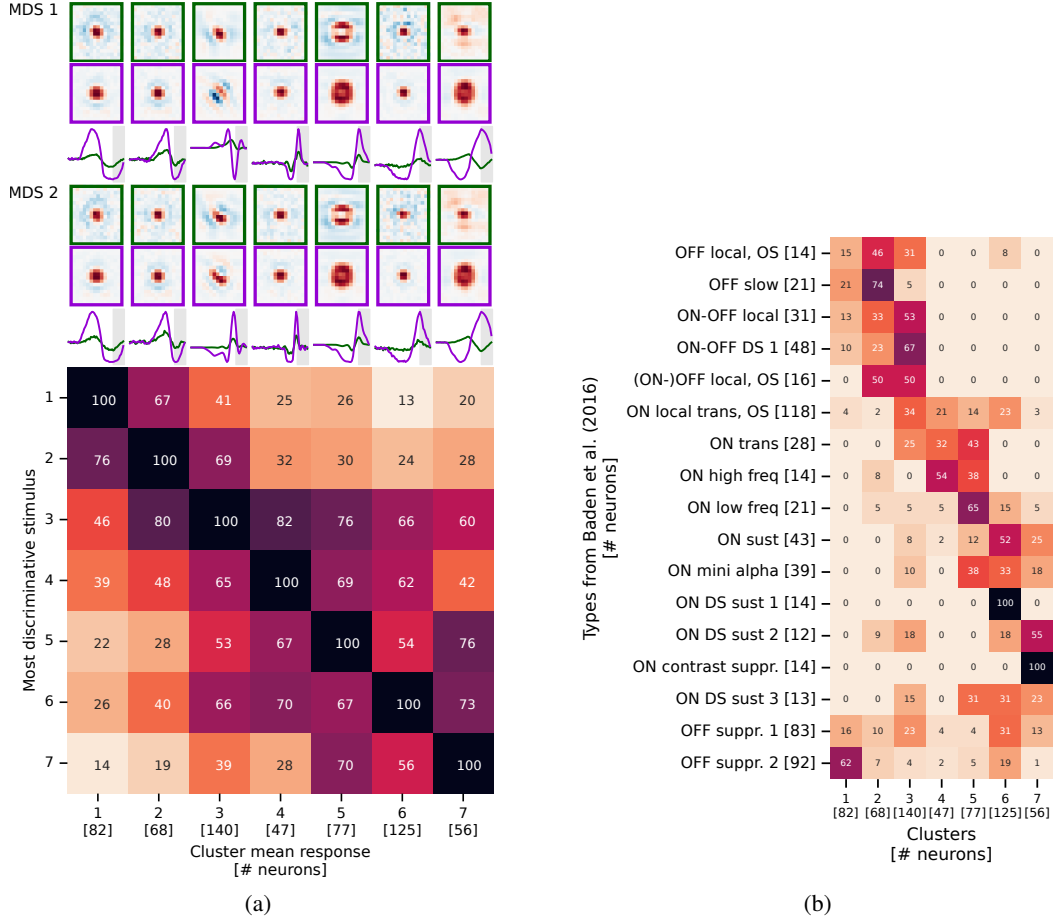 MDS 1
MDS 2
Most discriminative stimulus
1 100 67 41 25 26 13 20
2 76 100 69 32 30 24 28
3 46 80 100 82 76 66 60
4 39 48 65 100 69 62 42
5 22 28 53 67 100 54 76
6 26 40 66 70 67 100 73
7 14 19 39 28 70 56 100
1 2 3 4 5 6 7
[82] [68] [140] [47] [77] [125] [56]
Cluster mean response
[# neurons]
(a)
Types from Baden et al. (2016)
[# neurons]
OFF local, OS [14] 15 46 31 0 0 8 0
OFF slow [21] 21 74 5 0 0 0 0
ON-OFF local [31] 13 33 53 0 0 0 0
ON-OFF DS 1 [48] 10 23 67 0 0 0 0
(ON-)OFF local, OS [16] 0 50 50 0 0 0 0
ON local trans, OS [118] 4 2 34 21 14 23 3
ON trans [28] 0 0 25 32 43 0 0
ON high freq [14] 0 8 0 54 38 0 0
ON low freq [21] 0 5 5 5 65 15 5
ON sust [43] 0 0 8 2 12 52 25
ON mini alpha [39] 0 0 10 0 38 33 18
ON DS sust 1 [14] 0 0 0 0 0 100 0
ON DS sust 2 [12] 0 9 18 0 0 18 55
ON contrast suppr. [14] 0 0 0 0 0 0 100
ON DS sust 3 [13] 0 0 15 0 31 31 23
OFF suppr. 1 [83] 16 10 23 4 4 31 13
OFF suppr. 2 [92] 62 7 4 2 5 19 1
1 2 3 4 5 6 7
[82] [68] [140] [47] [77] [125] [56]
Clusters
[# neurons]
(b)